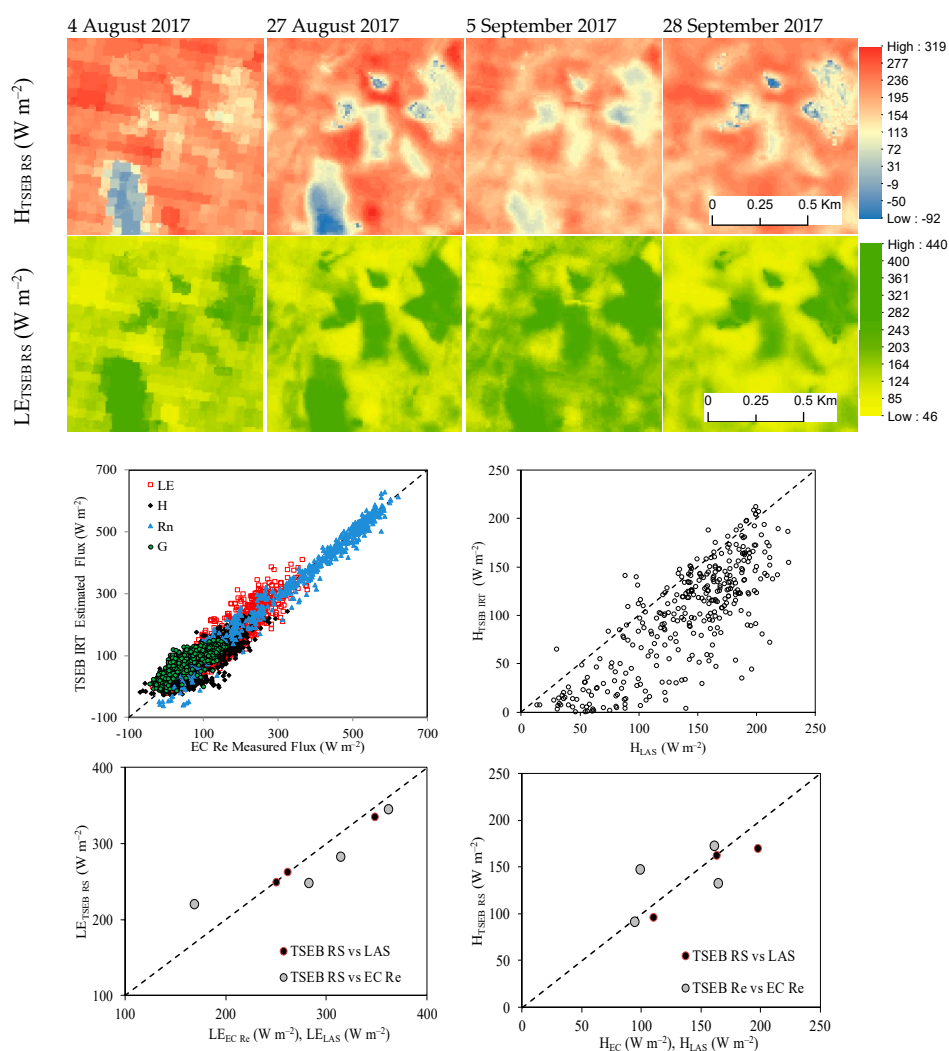 4 August 2017 27 August 2017 5 September 2017 28 September 2017
H_TSEB RS (W m⁻²)
High : 319
277
236
195
154
113
72
31
-9
-50
Low : -92
0 0.25 0.5 Km
LE_TSEB RS (W m⁻²)
High : 440
400
361
321
282
243
203
164
124
85
Low : 46
0 0.25 0.5 Km
TSEB IRT Estimated Flux (W m⁻²)
700
500
300
100
-100
LE
H
Rn
G
-100 100 300 500 700
EC Re Measured Flux (W m⁻²)
H_TSEB IRT (W m⁻²)
250
200
150
100
50
0
0 50 100 150 200 250
H_LAS (W m⁻²)
LE_TSEB RS (W m⁻²)
400
300
200
100
TSEB RS vs LAS
TSEB RS vs EC Re
100 200 300 400
LE_EC Re (W m⁻²), LE_LAS (W m⁻²)
H_TSEB RS (W m⁻²)
250
200
150
100
50
0
TSEB RS vs LAS
TSEB Re vs EC Re
0 50 100 150 200 250
H_EC (W m⁻²), H_LAS (W m⁻²)